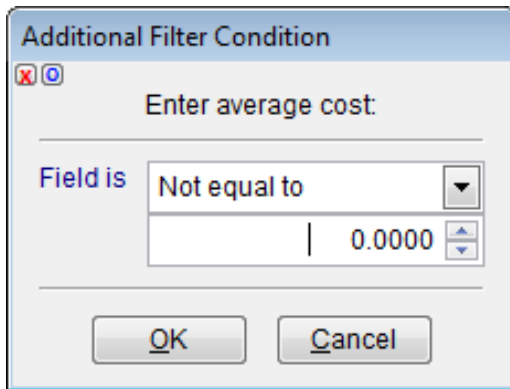 Additional Filter Condition
X O
Enter average cost:
Field is Not equal to
0.0000
OK Cancel